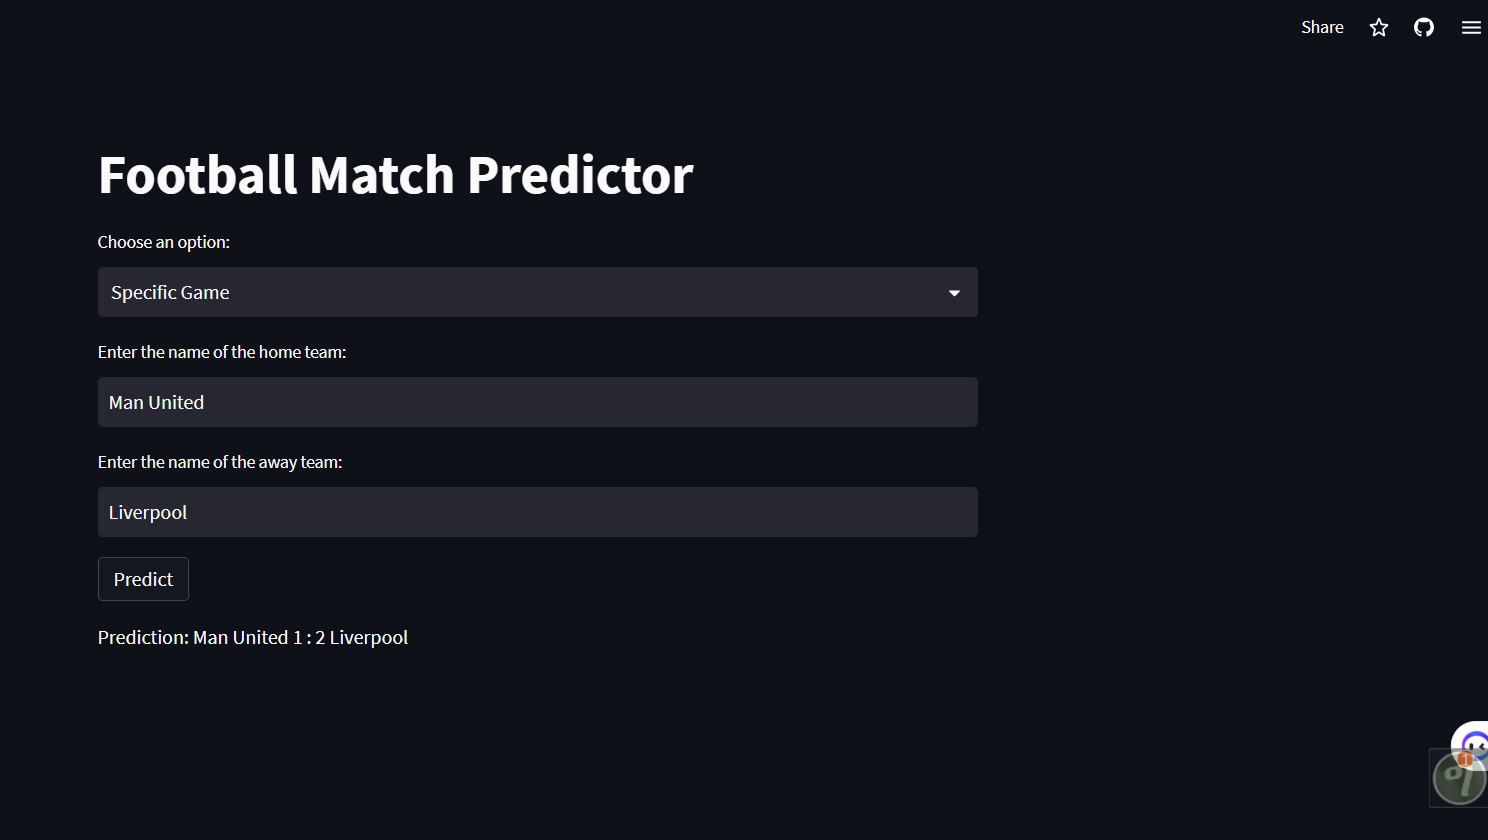 Share
Football Match Predictor
Choose an option:
Specific Game
Enter the name of the home team:
Man United
Enter the name of the away team:
Liverpool
Predict
Prediction: Man United 1 : 2 Liverpool
1